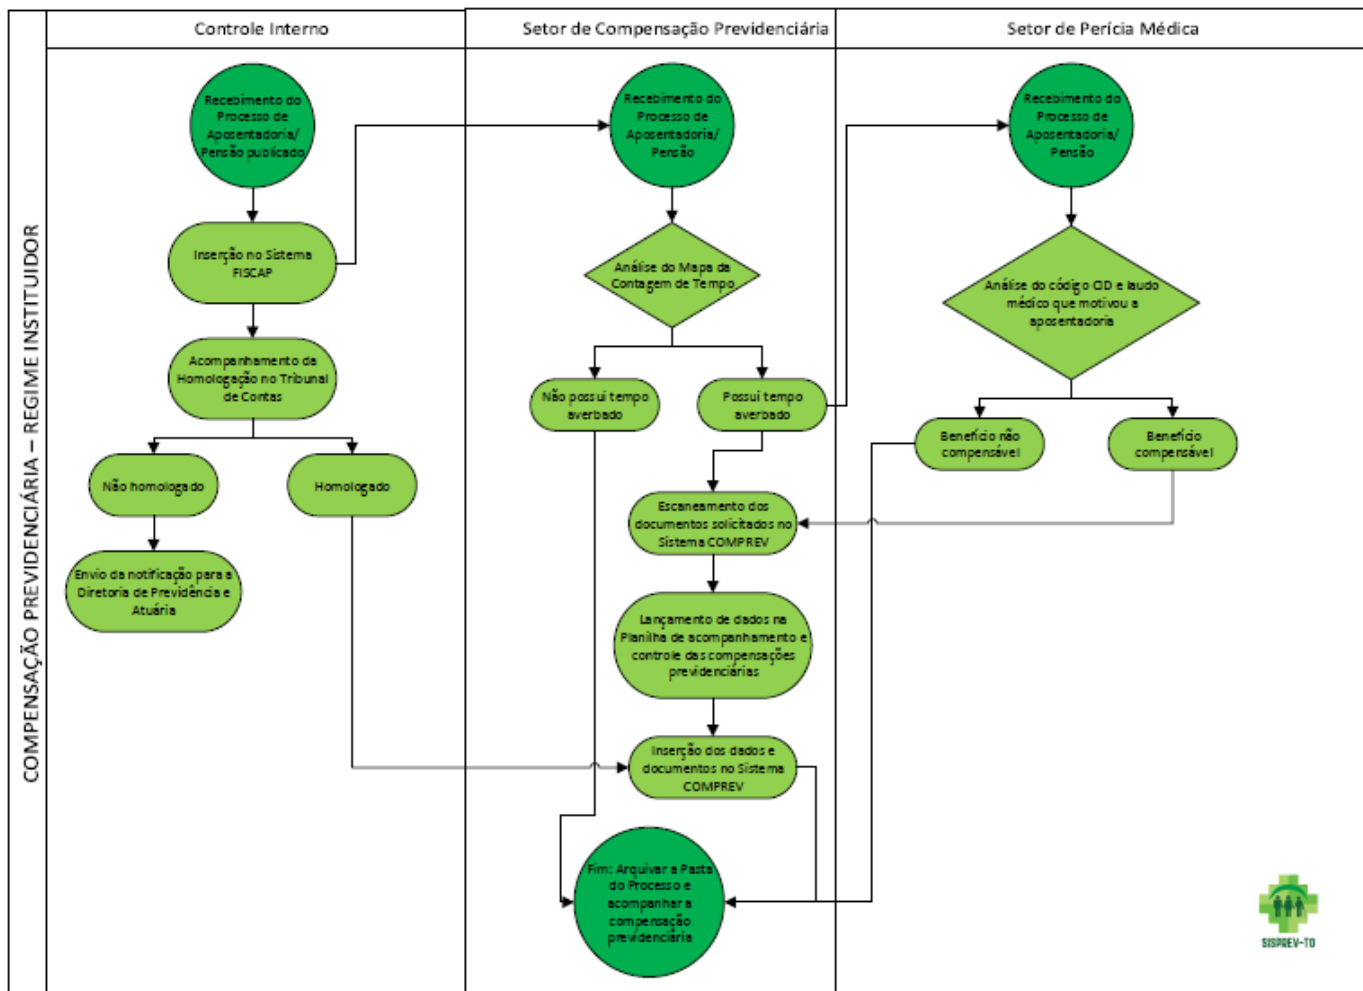 COMPENSAÇÃO PREVIDENCIÁRIA – REGIME INSTITUIDOR
Controle Interno
Recebimento do
Processo de
Aposentadoria/
Pensão publicado
Inserção no Sistema
FISCAP
Acompanhamento da
Homologação no Tribunal
de Contas
Não homologado
Homologado
Envio da notificação para a
Diretoria de Previdência e
Atuária
Setor de Compensação Previdenciária
Recebimento do
Processo de
Aposentadoria/
Pensão
Análise do Mapa da
Contagem de Tempo
Não possui tempo
averbado
Possui tempo
averbado
Escaneamento dos
documentos solicitados no
Sistema COMPREV
Lançamento de dados na
Planilha de acompanhamento e
controle das compensações
previdenciárias
Inserção dos dados e
documentos no Sistema
COMPREV
Fim: Arquivar a Pasta
do Processo e
acompanhar a
compensação
previdenciária
Setor de Perícia Médica
Recebimento do
Processo de
Aposentadoria/
Pensão
Análise do código CID e laudo
médico que motivou a
aposentadoria
Benefício não
compensável
Benefício
compensável
SISPREV-TO